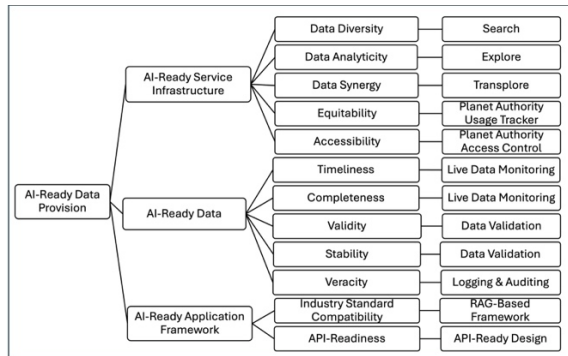 Data Diversity
Search
AI-Ready Service
Infrastructure
Data Analyticity
Explore
Data Synergy
Transplore
Equitability
Planet Authority
Usage Tracker
Accessibility
Planet Authority
Access Control
AI-Ready Data
Provision
AI-Ready Data
Timeliness
Live Data Monitoring
Completeness
Live Data Monitoring
Validity
Data Validation
Stability
Data Validation
Veracity
Logging & Auditing
AI-Ready Application
Framework
Industry Standard
Compatibility
RAG-Based
Framework
API-Readiness
API-Ready Design